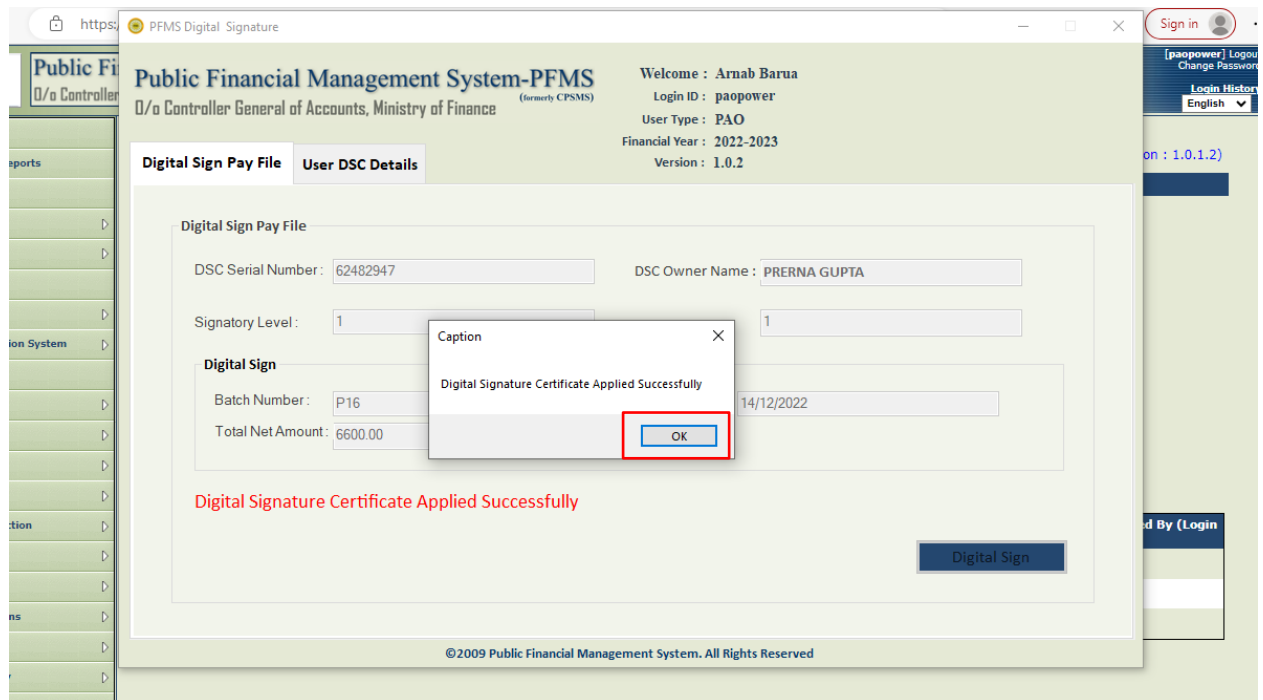 https:/
PFMS Digital Signature
Sign in
Public Fi
O/o Controller
[paopower] Logou
Change Password
Login History
English
Public Financial Management System-PFMS
(formerly CPSMS)
O/o Controller General of Accounts, Ministry of Finance
Welcome : Arnab Barua
Login ID : paopower
User Type : PAO
Financial Year : 2022-2023
Version : 1.0.2
on : 1.0.1.2)
Digital Sign Pay File
User DSC Details
eports
ion System
ction
ns
Digital Sign Pay File
DSC Serial Number : 62482947
DSC Owner Name : PRERNA GUPTA
Signatory Level : 1
1
Digital Sign
Batch Number : P16
14/12/2022
Total Net Amount : 6600.00
Caption
Digital Signature Certificate Applied Successfully
OK
Digital Signature Certificate Applied Successfully
Digital Sign
d By (Login
©2009 Public Financial Management System. All Rights Reserved